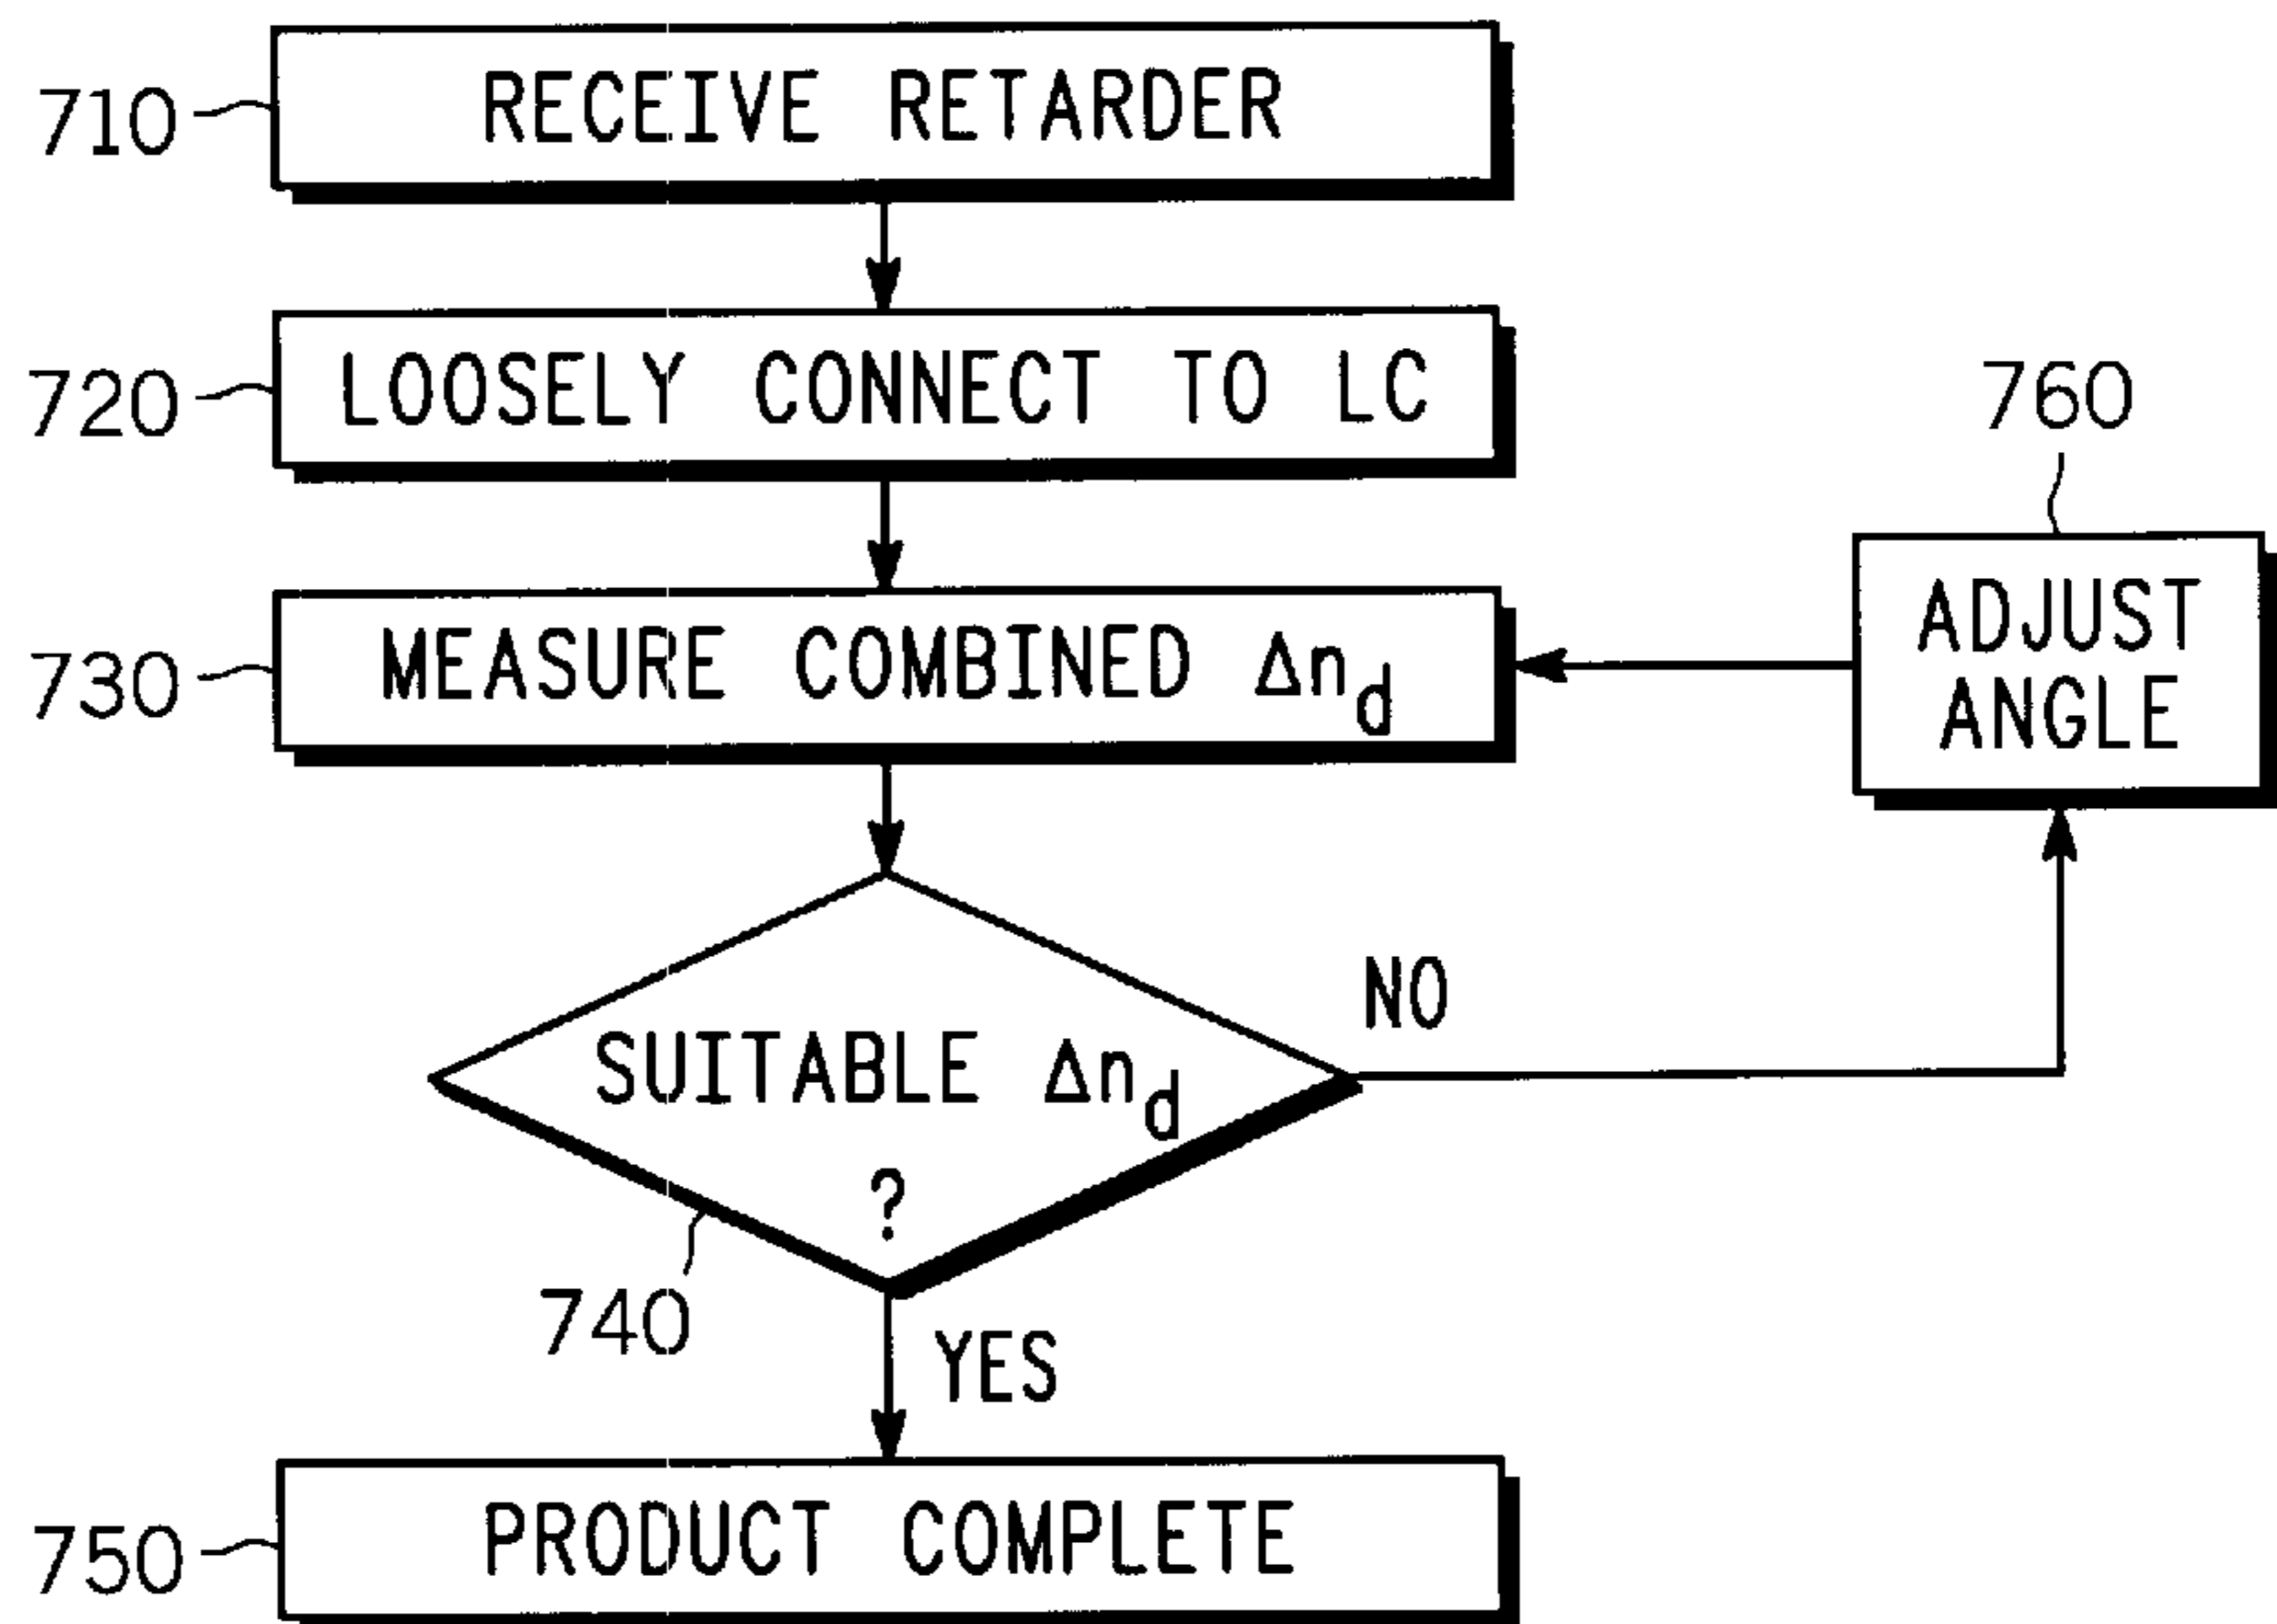 710
RECEIVE RETARDER
720
LOOSELY CONNECT TO LC
760
730
MEASURE COMBINED Δnd
ADJUST
ANGLE
NO
SUITABLE Δnd
?
740
YES
750
PRODUCT COMPLETE